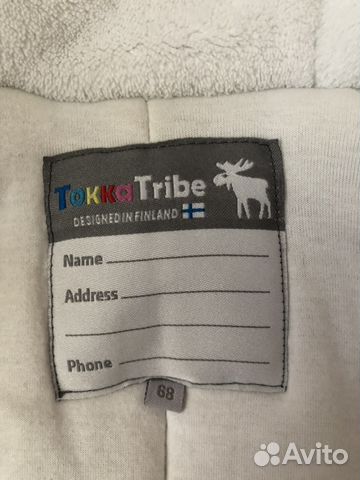 TOKKATribe
DESIGNED IN FINLAND
Name
Address
Phone
68
Avito